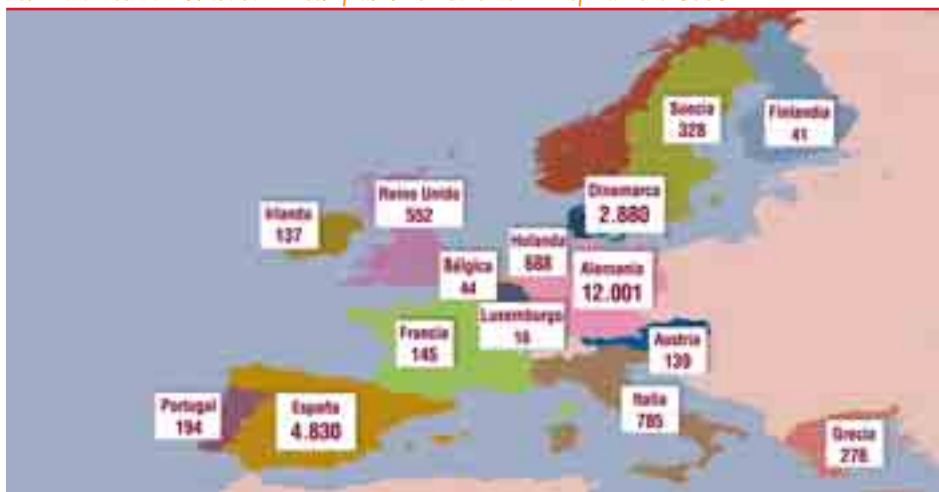 Suecia
328
Finlandia
41
Dinamarca
2.880
Reino Unido
552
Irlanda
137
Holanda
688
Bélgica
44
Alemania
12.001
Luxemburgo
16
Francia
145
Austria
139
Italia
785
Portugal
194
España
4.830
Grecia
276